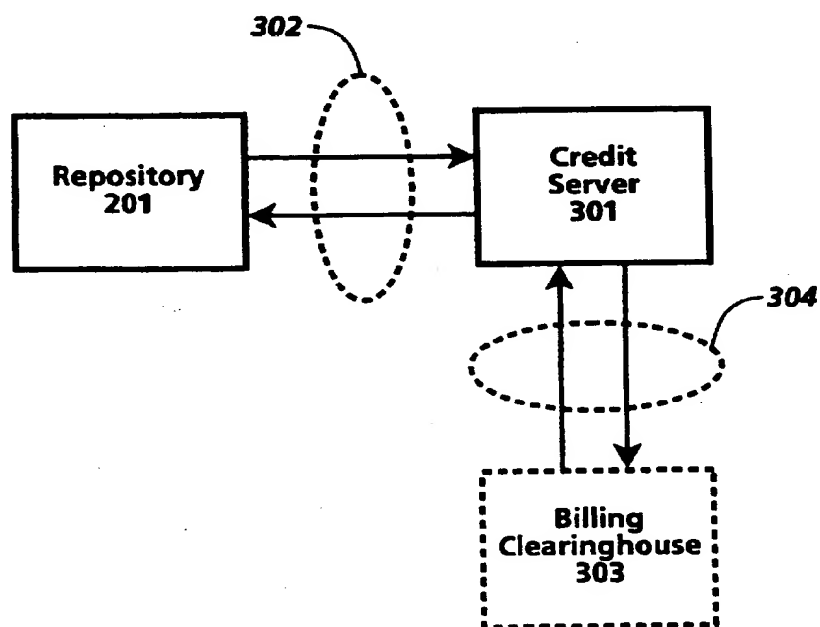 302
Repository
201
Credit
Server
301
304
Billing
Clearinghouse
303